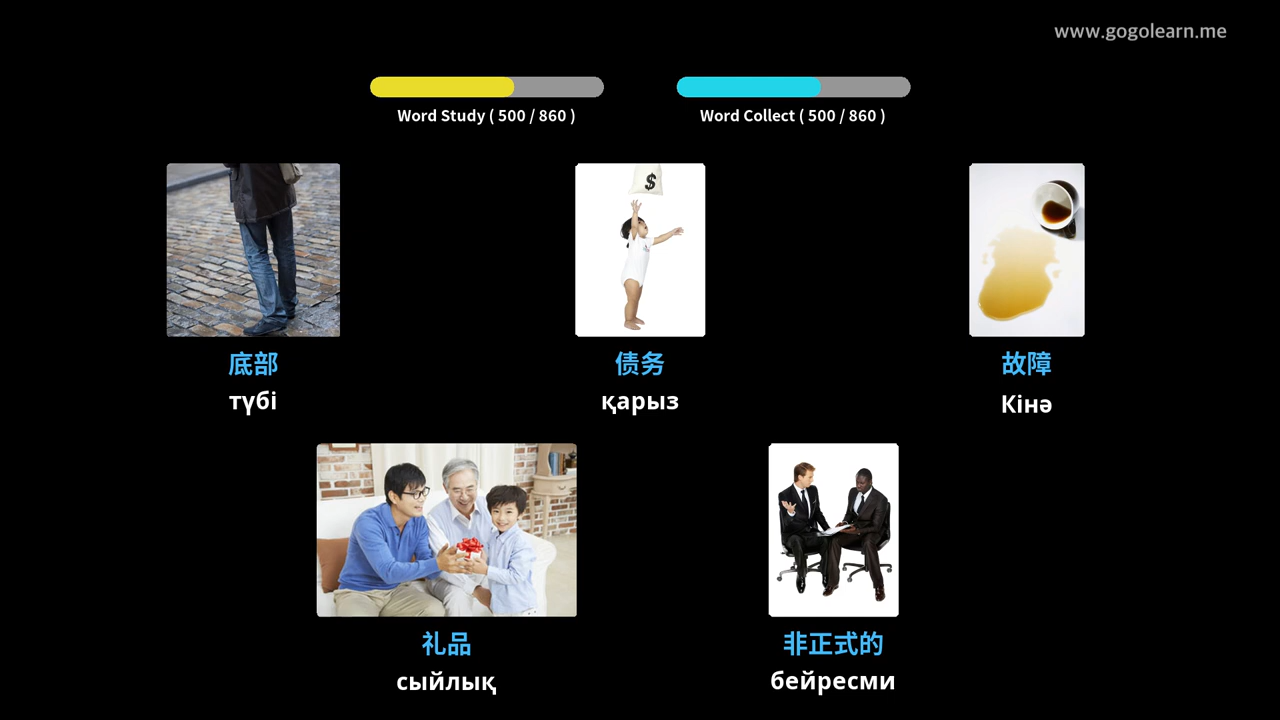 www.gogolearn.me
Word Study ( 500 / 860 )
Word Collect ( 500 / 860 )
底部
түбі
债务
қарыз
故障
Кінә
礼品
сыйлық
非正式的
бейресми